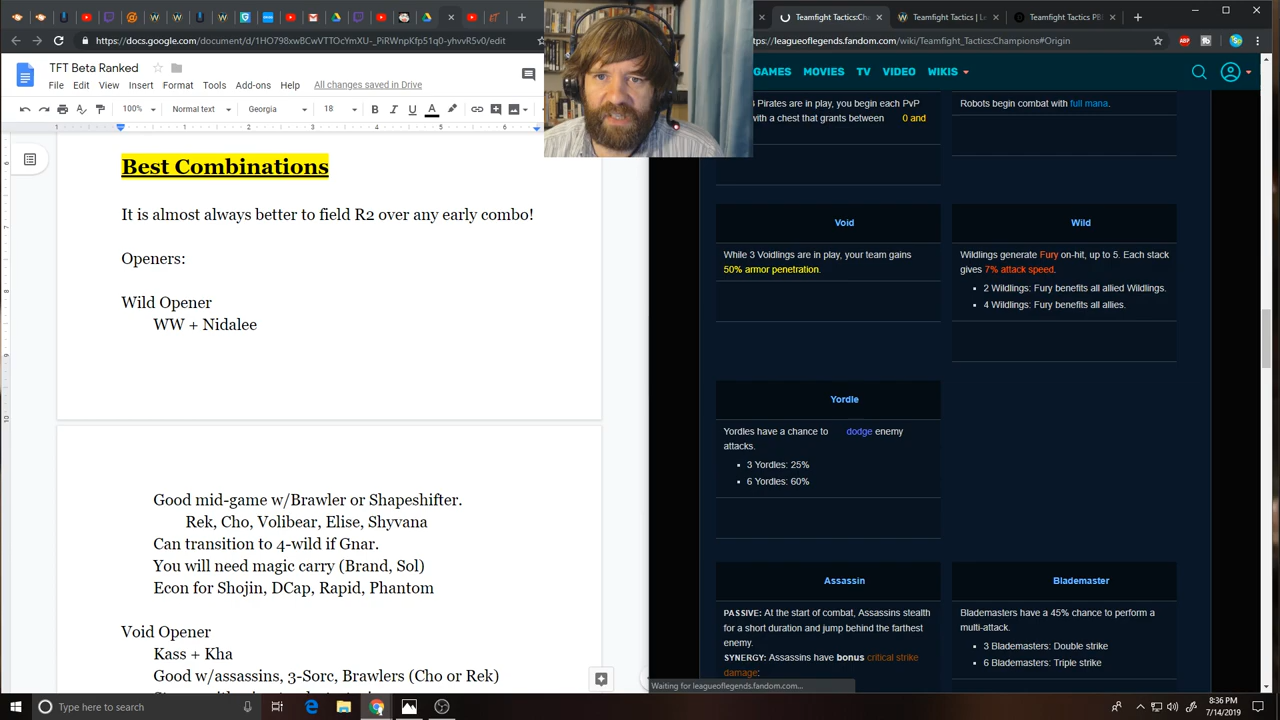 https://docs.google.com/document/d/1HO798xwBCwVTTOcYmXU-_PiRWnpKfp51q0-yhvvR5v0/edit
TFT Beta Ranked
File Edit View Insert Format Tools Add-ons Help All changes saved in Drive
100% Normal text Georgia 18
Best Combinations
It is almost always better to field R2 over any early combo!
Openers:
Wild Opener
WW + Nidalee
Good mid-game w/Brawler or Shapeshifter.
Rek, Cho, Volibear, Elise, Shyvana
Can transition to 4-wild if Gnar.
You will need magic carry (Brand, Sol)
Econ for Shojin, DCap, Rapid, Phantom
Void Opener
Kass + Kha
Good w/assassins, 3-Sorc, Brawlers (Cho or Rek)
Teamfight Tactics:Cha
Teamfight Tactics | Le
Teamfight Tactics PBE
ps://leagueoflegends.fandom.com/wiki/Teamfight_Tactics:Champions#Origin
GAMES MOVIES TV VIDEO WIKIS
Pirates are in play, you begin each PvP
with a chest that grants between 0 and
Robots begin combat with full mana.
Void
While 3 Voidlings are in play, your team gains
50% armor penetration.
Wild
Wildlings generate Fury on-hit, up to 5. Each stack
gives 7% attack speed.
2 Wildlings: Fury benefits all allied Wildlings.
4 Wildlings: Fury benefits all allies.
Yordle
Yordles have a chance to dodge enemy
attacks.
3 Yordles: 25%
6 Yordles: 60%
Assassin
PASSIVE: At the start of combat, Assassins stealth
for a short duration and jump behind the farthest
enemy.
SYNERGY: Assassins have bonus critical strike
damage:
Blademaster
Blademasters have a 45% chance to perform a
multi-attack.
3 Blademasters: Double strike
6 Blademasters: Triple strike
Waiting for leagueoflegends.fandom.com...
Type here to search
8:36 PM
7/14/2019